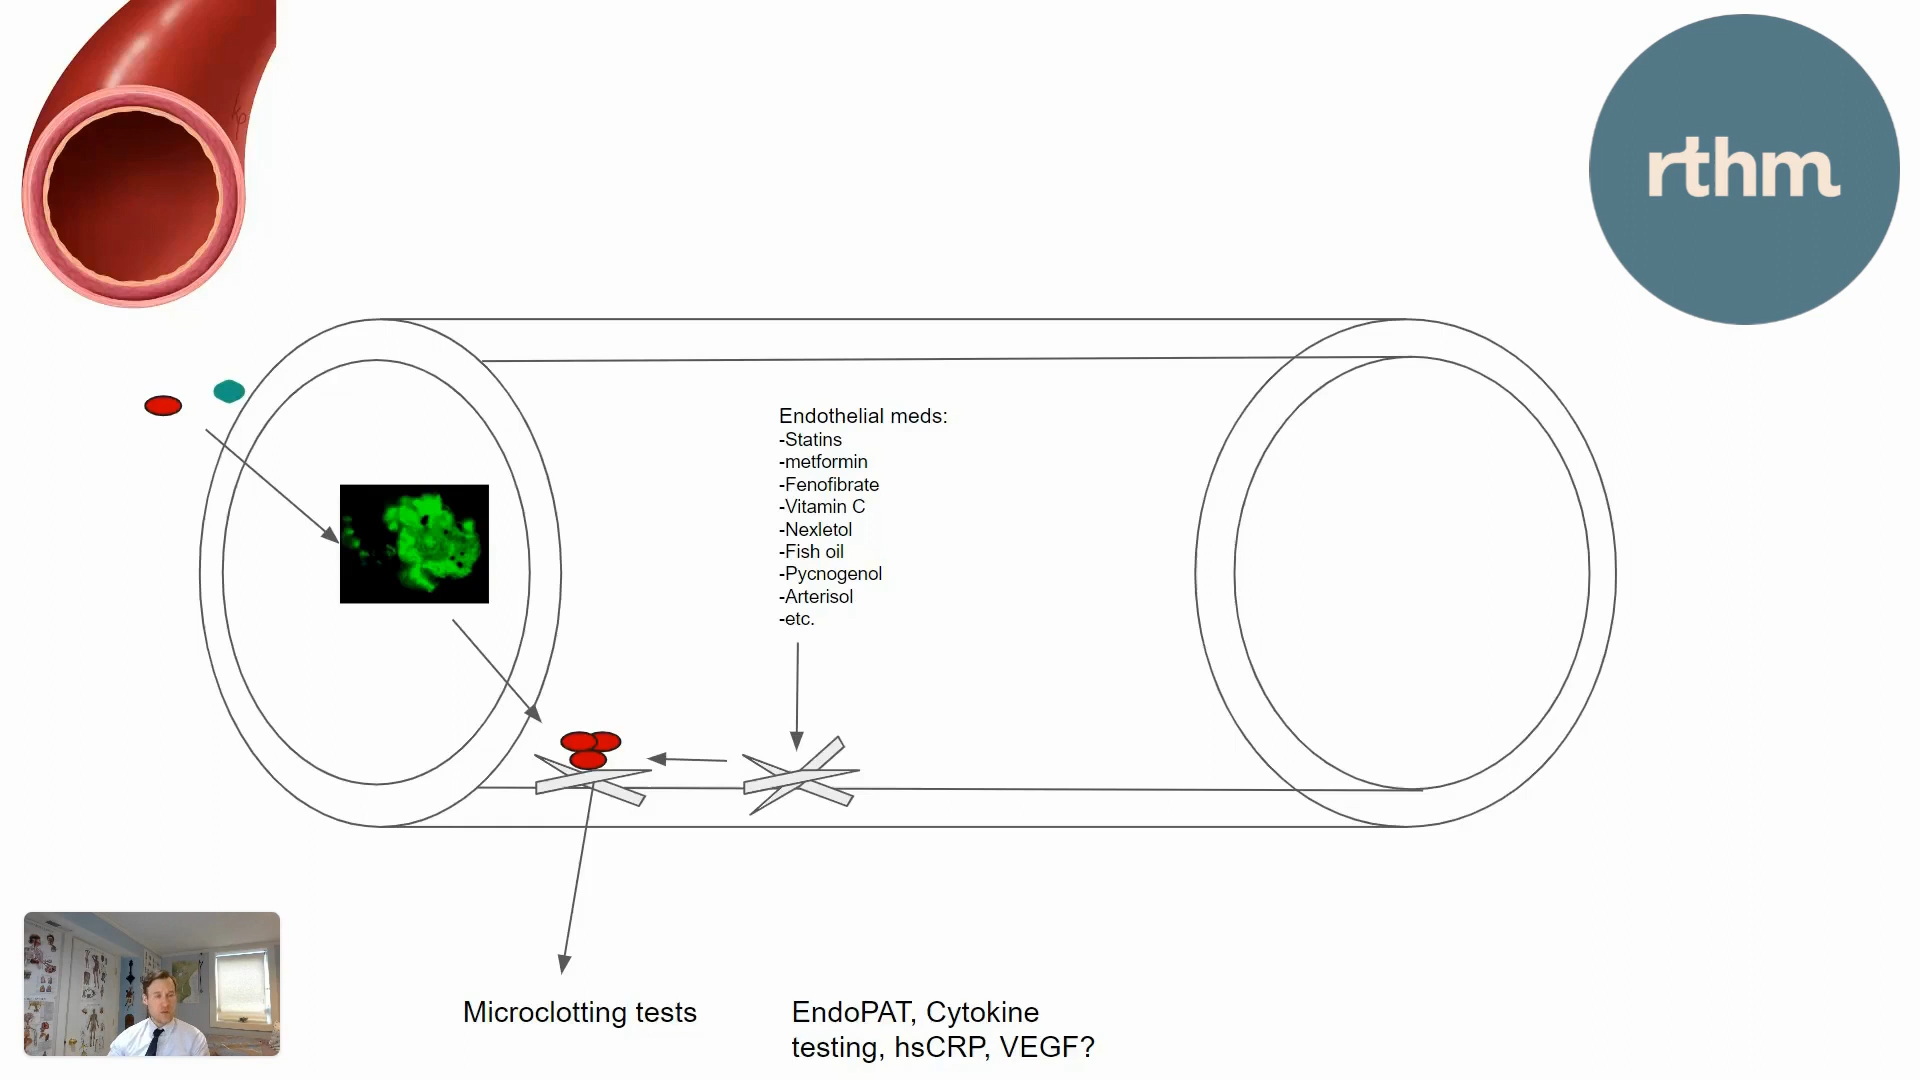 rthm
Endothelial meds:
-Statins
-metformin
-Fenofibrate
-Vitamin C
-Nexletol
-Fish oil
-Pycnogenol
-Arterisol
-etc.
Microclotting tests
EndoPAT, Cytokine
testing, hsCRP, VEGF?